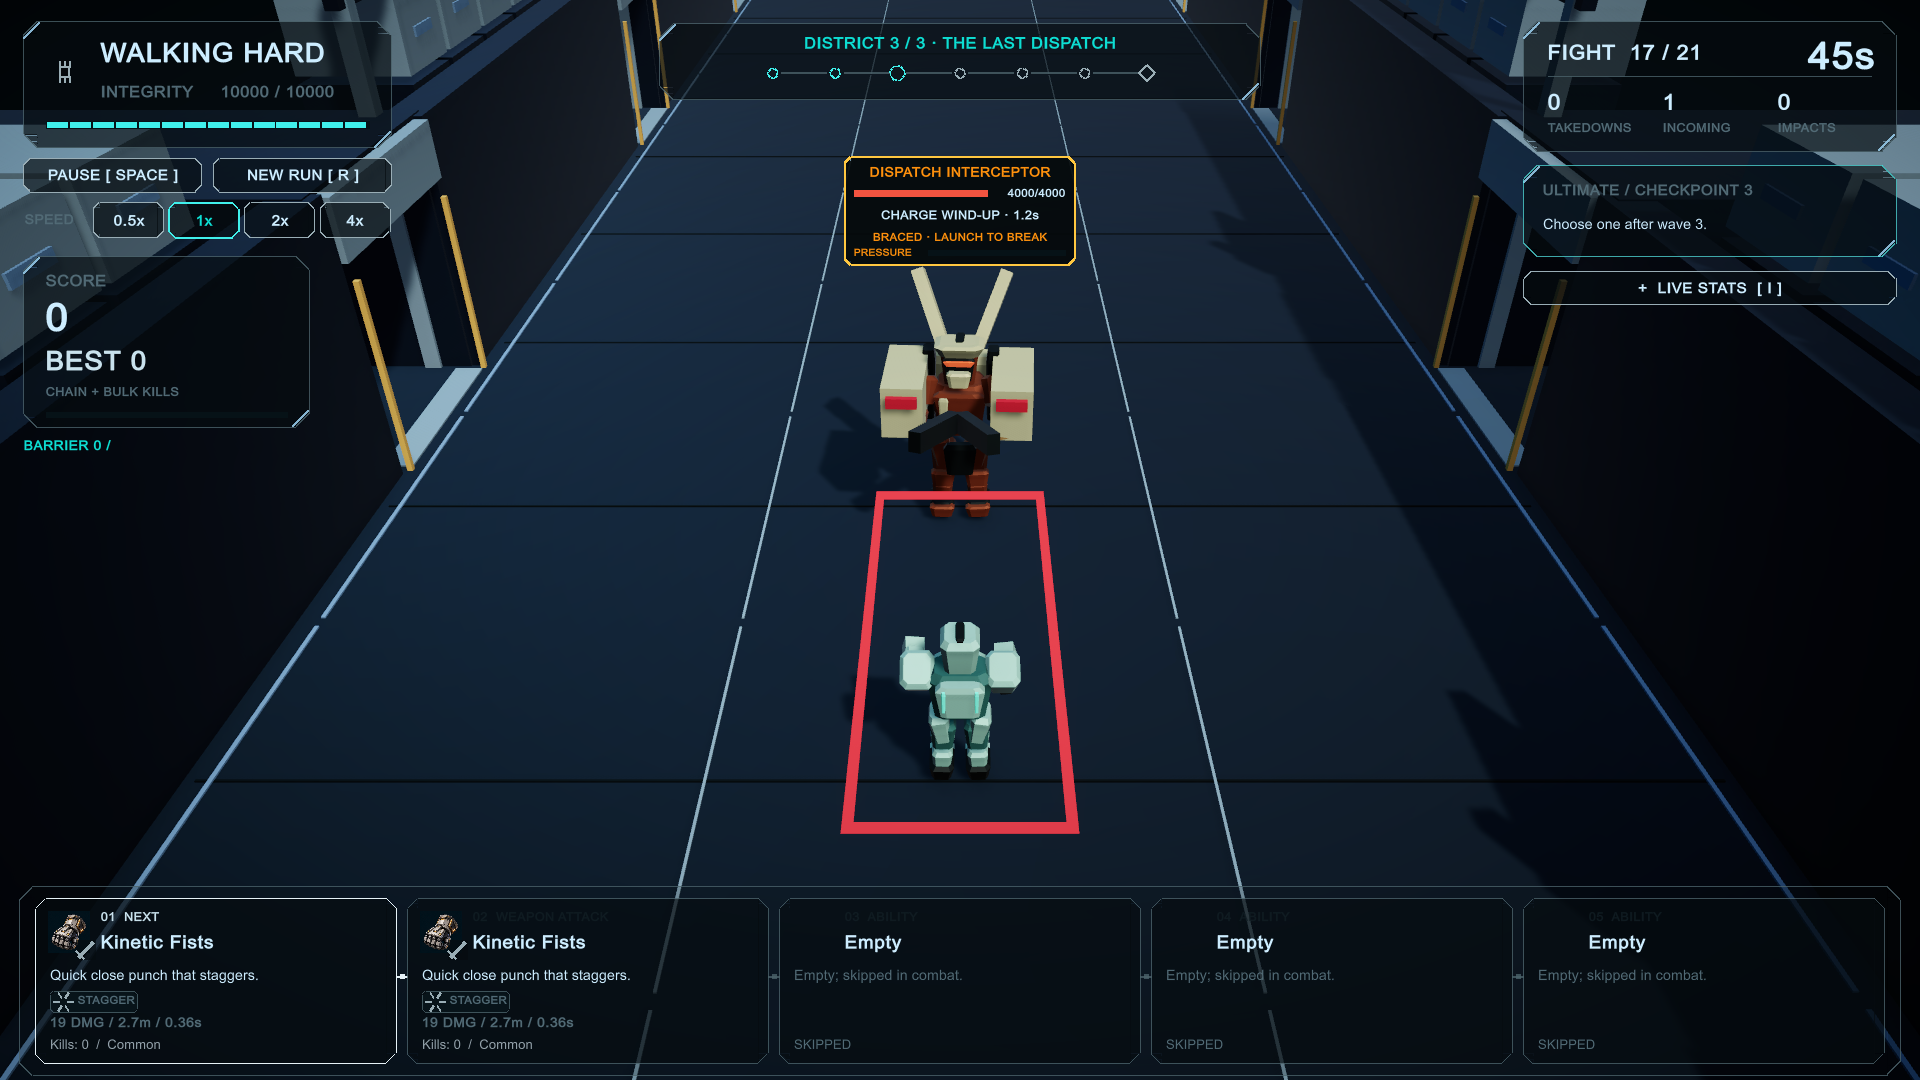 WALKING HARD
INTEGRITY 10000 / 10000
PAUSE [ SPACE ]
NEW RUN [ R ]
SPEED 0.5x 1x 2x 4x
SCORE
0
BEST 0
CHAIN + BULK KILLS
BARRIER 0 /
DISTRICT 3 / 3 · THE LAST DISPATCH
DISPATCH INTERCEPTOR
4000/4000
CHARGE WIND-UP · 1.2s
BRACED · LAUNCH TO BREAK
PRESSURE
FIGHT 17 / 21
45s
0 1 0
TAKEDOWNS INCOMING IMPACTS
ULTIMATE / CHECKPOINT 3
Choose one after wave 3.
+ LIVE STATS [ I ]
01 NEXT
Kinetic Fists
Quick close punch that staggers.
STAGGER
19 DMG / 2.7m / 0.36s
Kills: 0 / Common
02 WEAPON ATTACK
Kinetic Fists
Quick close punch that staggers.
STAGGER
19 DMG / 2.7m / 0.36s
Kills: 0 / Common
03 ABILITY
Empty
Empty; skipped in combat.
SKIPPED
04 ABILITY
Empty
Empty; skipped in combat.
SKIPPED
05 ABILITY
Empty
Empty; skipped in combat.
SKIPPED